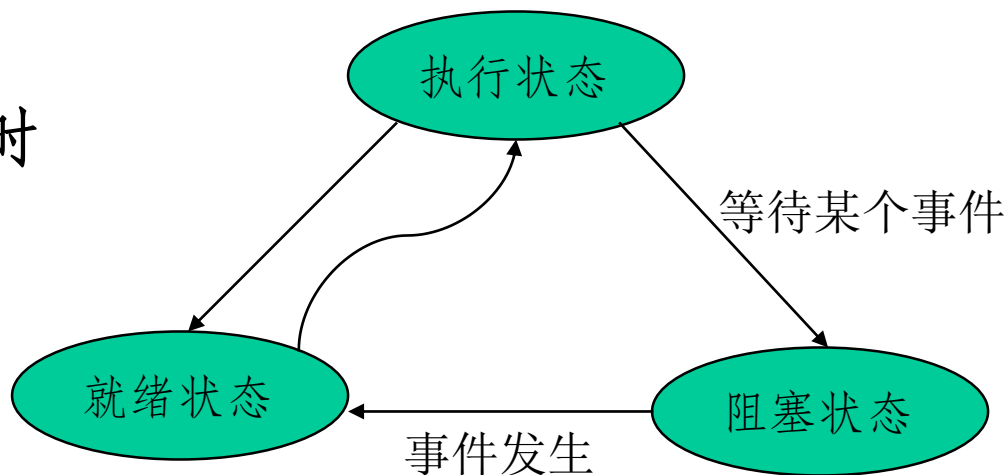 执行状态
时
等待某个事件
就绪状态
阻塞状态
事件发生